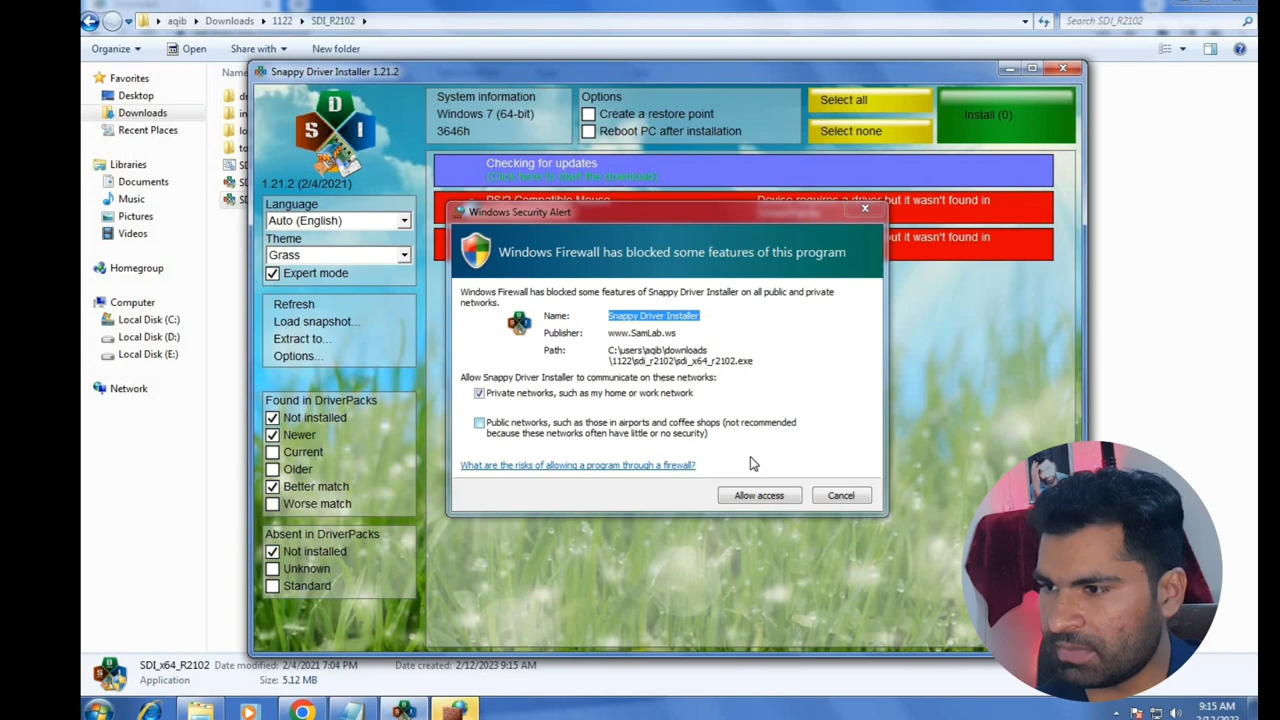 aqib
Downloads
1122
SDI_R2102
Search SDI_R2102
Organize
Open
Share with
New folder
Favorites
Desktop
Downloads
Recent Places
Libraries
Documents
Music
Pictures
Videos
Homegroup
Computer
Local Disk (C:)
Local Disk (D:)
Local Disk (E:)
Network
Snappy Driver Installer 1.21.2
S D I
1.21.2 (2/4/2021)
Language
Auto (English)
Theme
Grass
Expert mode
Refresh
Load snapshot...
Extract to...
Options...
Found in DriverPacks
Not installed
Newer
Current
Older
Better match
Worse match
Absent in DriverPacks
Not installed
Unknown
Standard
System information
Windows 7 (64-bit)
3646h
Options
Create a restore point
Reboot PC after installation
Select all
Select none
Install (0)
Checking for updates
(Click here to start the download)
PS/2 Compatible Mouse
Device requires a driver but it wasn't found in
DriverPacks
but it wasn't found in
Windows Security Alert
Windows Firewall has blocked some features of this program
Windows Firewall has blocked some features of Snappy Driver Installer on all public and private
networks.
Name: Snappy Driver Installer
Publisher: www.SamLab.ws
Path: C:\users\aqib\downloads
\1122\sdi_r2102\sdi_x64_r2102.exe
Allow Snappy Driver Installer to communicate on these networks:
Private networks, such as my home or work network
Public networks, such as those in airports and coffee shops (not recommended
because these networks often have little or no security)
What are the risks of allowing a program through a firewall?
Allow access
Cancel
SDI_x64_R2102 Date modified: 2/4/2021 7:04 PM Date created: 2/12/2023 9:15 AM
Application Size: 5.12 MB
9:15 AM